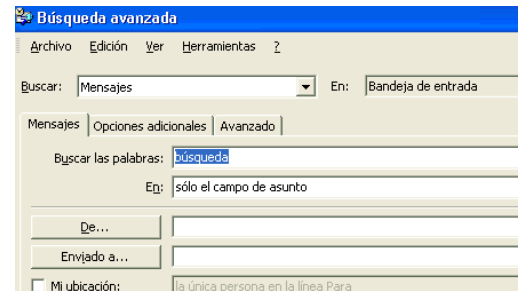 Búsqueda avanzada
Archivo Edición Ver Herramientas ?
Buscar: Mensajes En: Bandeja de entrada
Mensajes Opciones adicionales Avanzado
Buscar las palabras: búsqueda
En: sólo el campo de asunto
De...
Enviado a...
Mi ubicación: la única persona en la línea Para